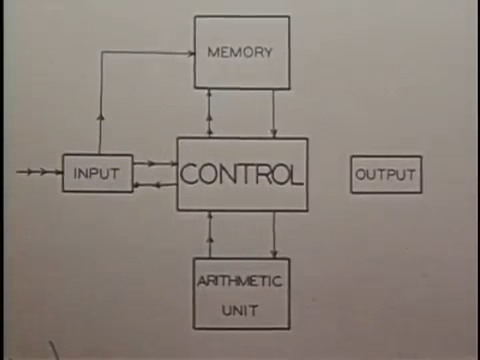 MEMORY
INPUT
CONTROL
OUTPUT
ARITHMETIC
UNIT